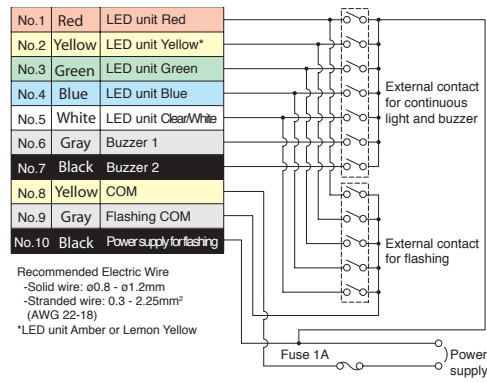 No.1 Red LED unit Red
No.2 Yellow LED unit Yellow*
No.3 Green LED unit Green
No.4 Blue LED unit Blue
No.5 White LED unit Clear/White
No.6 Gray Buzzer 1
No.7 Black Buzzer 2
No.8 Yellow COM
No.9 Gray Flashing COM
No.10 Black Power supply for flashing
External contact
for continuous
light and buzzer
External contact
for flashing
Recommended Electric Wire
-Solid wire: ø0.8 - ø1.2mm
-Stranded wire: 0.3 - 2.25mm²
(AWG 22-18)
*LED unit Amber or Lemon Yellow
Fuse 1A
Power
supply